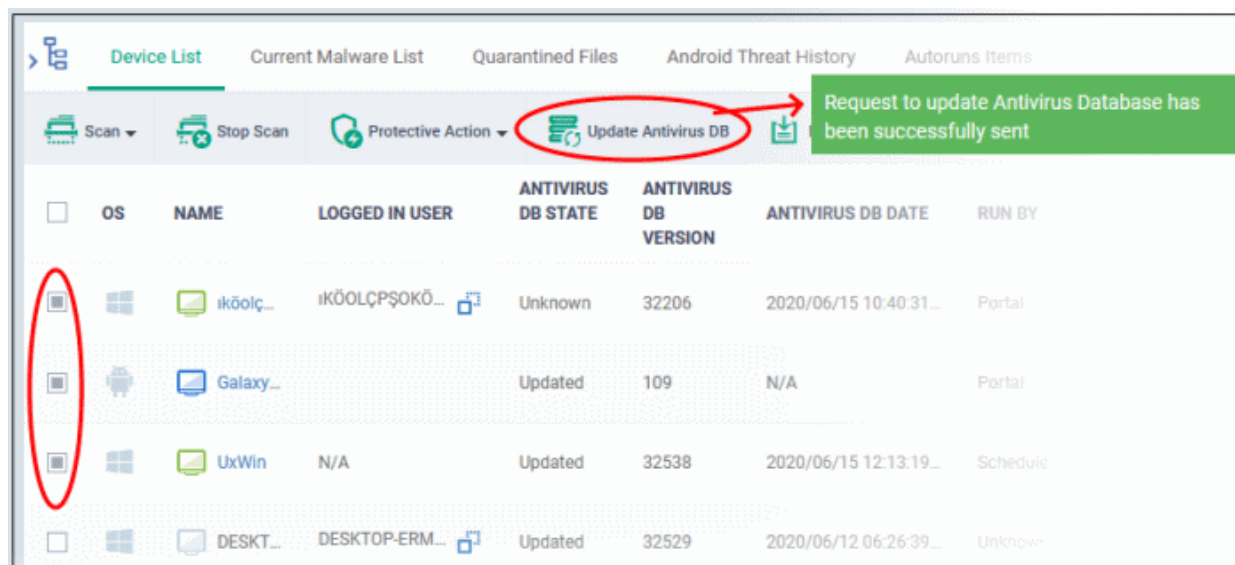 Device List Current Malware List Quarantined Files Android Threat History Autoruns Items
Request to update Antivirus Database has
been successfully sent
Scan Stop Scan Protective Action Update Antivirus DB
OS NAME LOGGED IN USER ANTIVIRUS DB STATE ANTIVIRUS DB VERSION ANTIVIRUS DB DATE RUN BY
ıköolç... ıKÖOLÇPŞOKÖ... Unknown 32206 2020/06/15 10:40:31... Portal
Galaxy... Updated 109 N/A Portal
UxWin N/A Updated 32538 2020/06/15 12:13:19... Schedule
DESKT... DESKTOP-ERM... Updated 32529 2020/06/12 06:26:39... Unknown